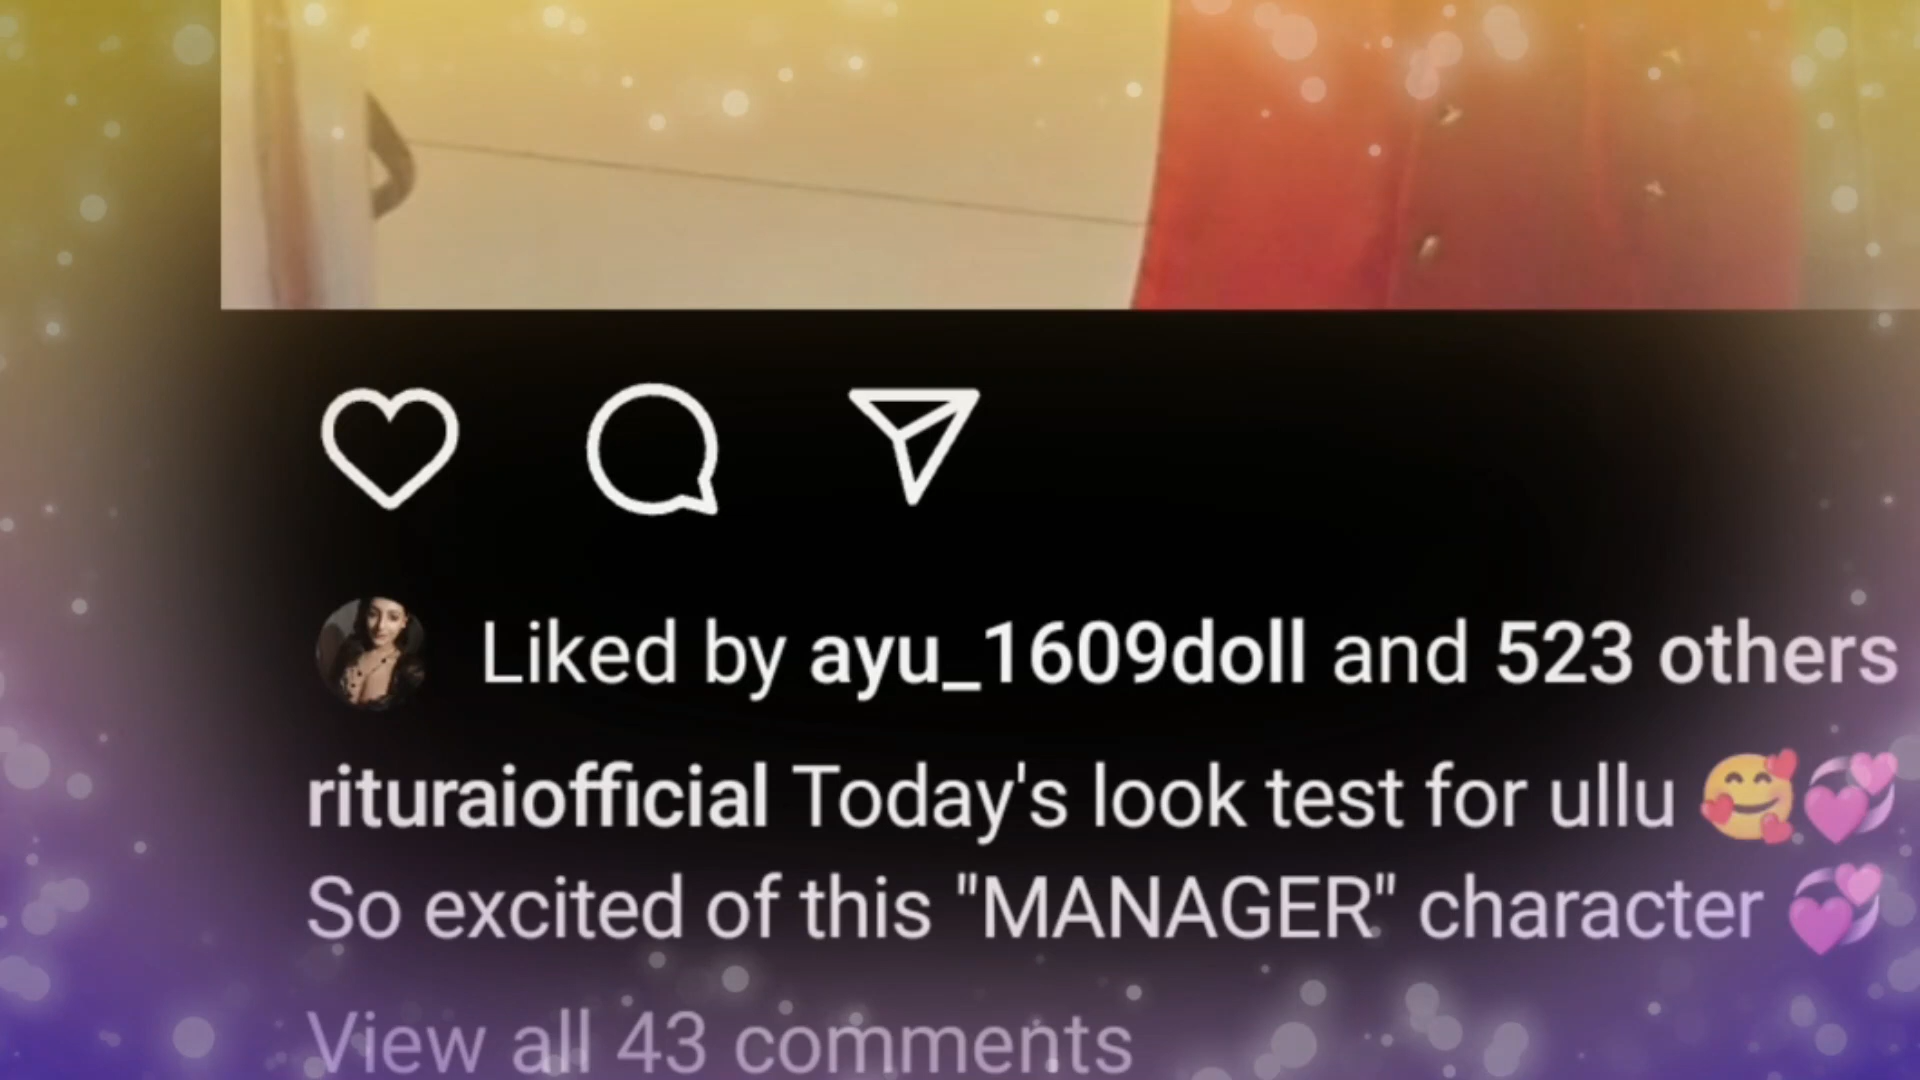 Liked by ayu_1609doll and 523 others
rituraiofficial Today's look test for ullu 🥰💞
So excited of this "MANAGER" character 💞
View all 43 comments